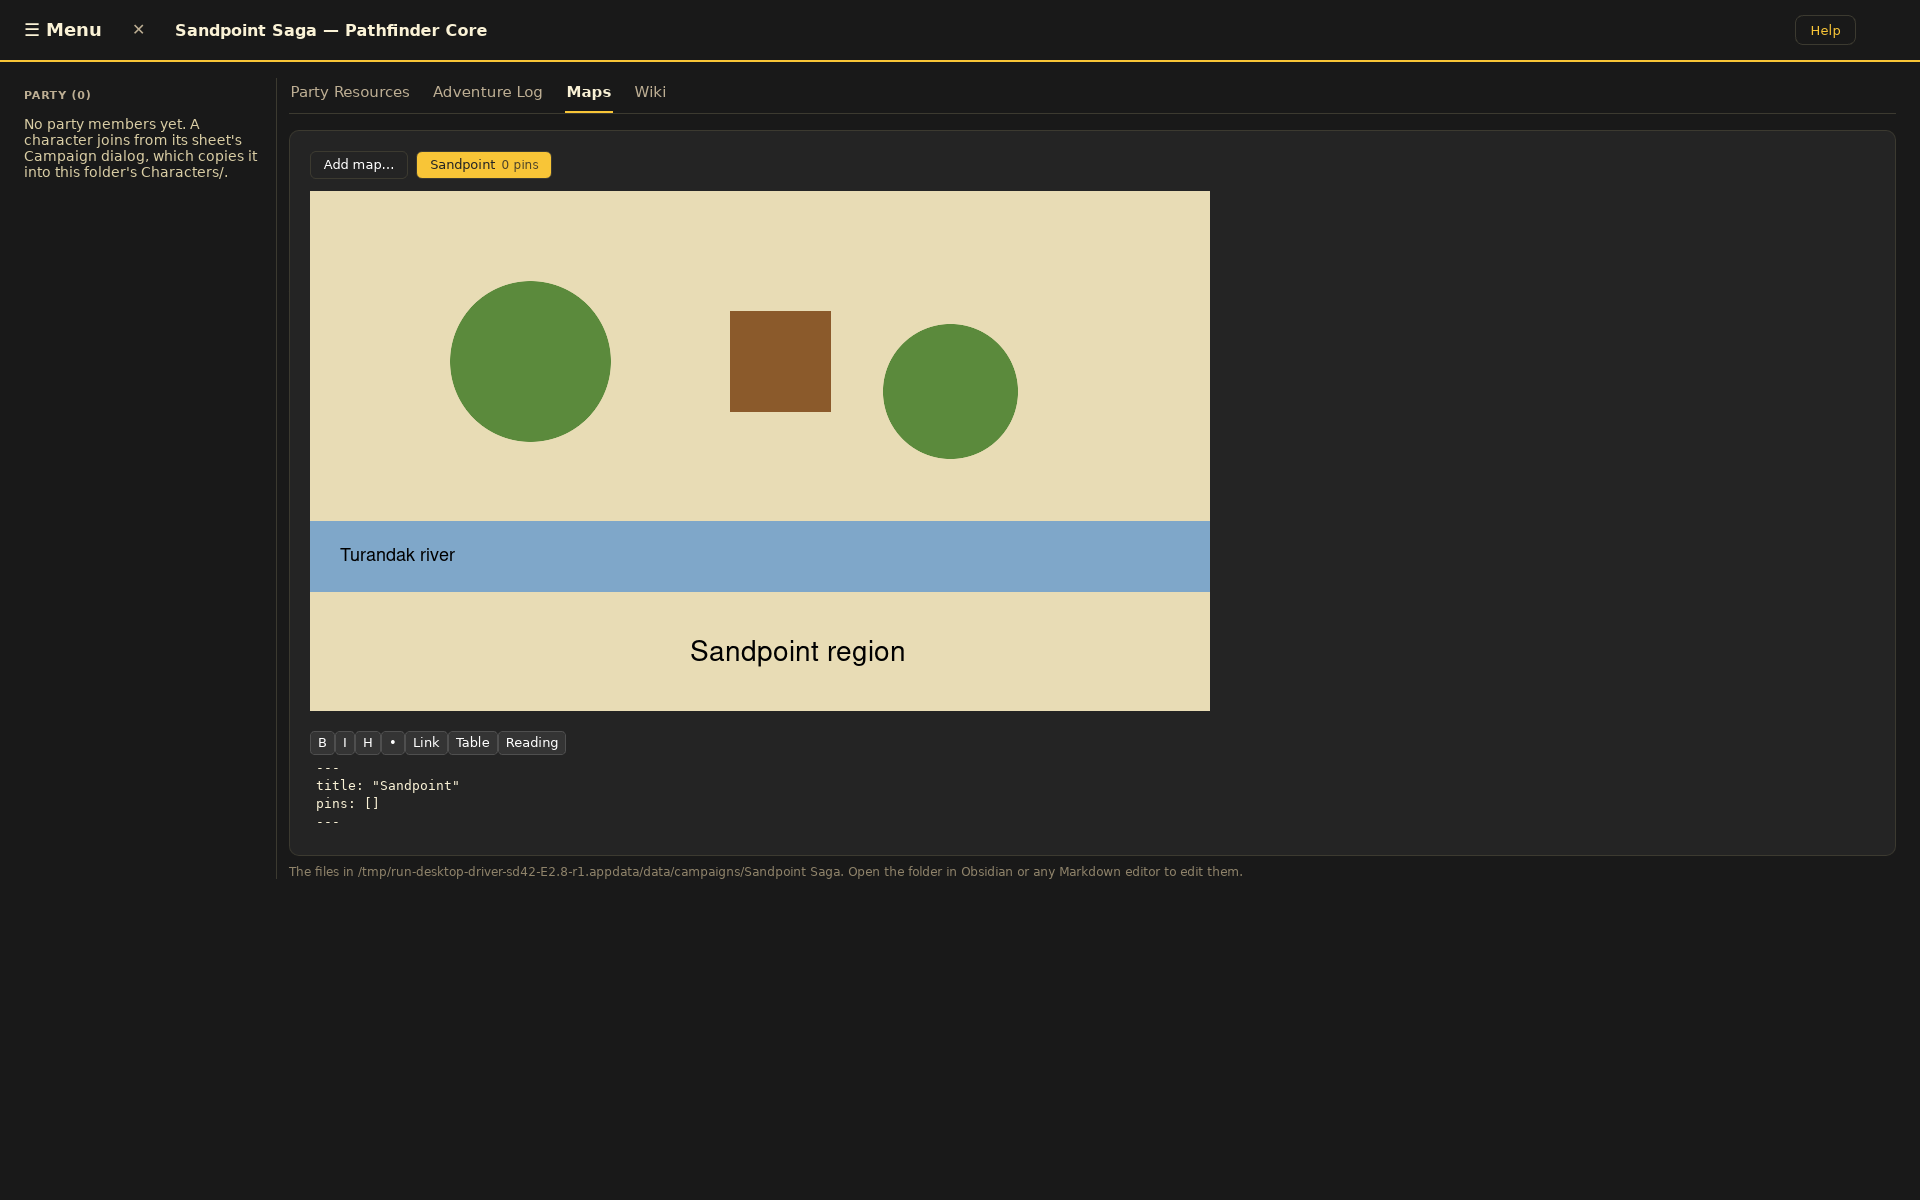 ☰ Menu ✕ Sandpoint Saga — Pathfinder Core Help
PARTY (0)
No party members yet. A
character joins from its sheet's
Campaign dialog, which copies it
into this folder's Characters/.
Party Resources Adventure Log Maps Wiki
Add map... Sandpoint 0 pins
Turandak river
Sandpoint region
B I H • Link Table Reading
---
title: "Sandpoint"
pins: []
---
The files in /tmp/run-desktop-driver-sd42-E2.8-r1.appdata/data/campaigns/Sandpoint Saga. Open the folder in Obsidian or any Markdown editor to edit them.